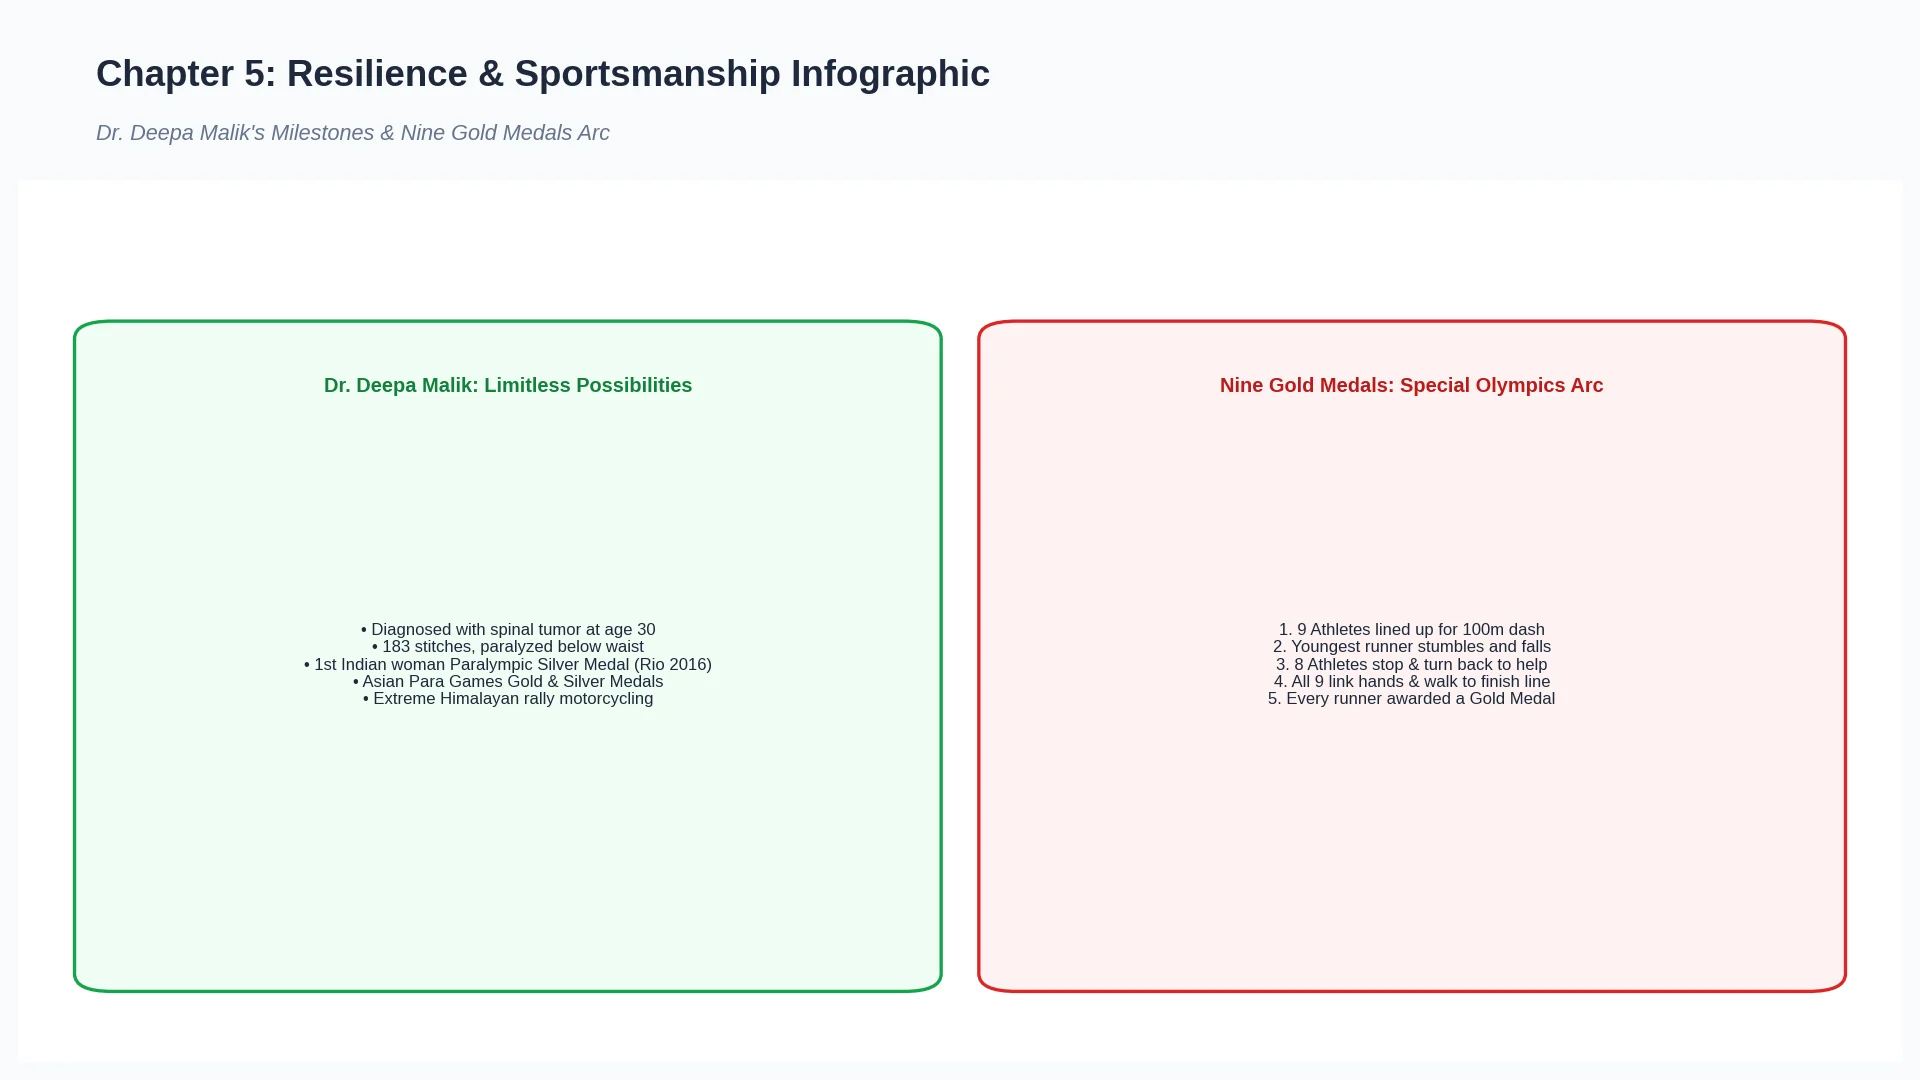 Chapter 5: Resilience & Sportsmanship Infographic
Dr. Deepa Malik's Milestones & Nine Gold Medals Arc
Dr. Deepa Malik: Limitless Possibilities
• Diagnosed with spinal tumor at age 30
• 183 stitches, paralyzed below waist
• 1st Indian woman Paralympic Silver Medal (Rio 2016)
• Asian Para Games Gold & Silver Medals
• Extreme Himalayan rally motorcycling
Nine Gold Medals: Special Olympics Arc
1. 9 Athletes lined up for 100m dash
2. Youngest runner stumbles and falls
3. 8 Athletes stop & turn back to help
4. All 9 link hands & walk to finish line
5. Every runner awarded a Gold Medal